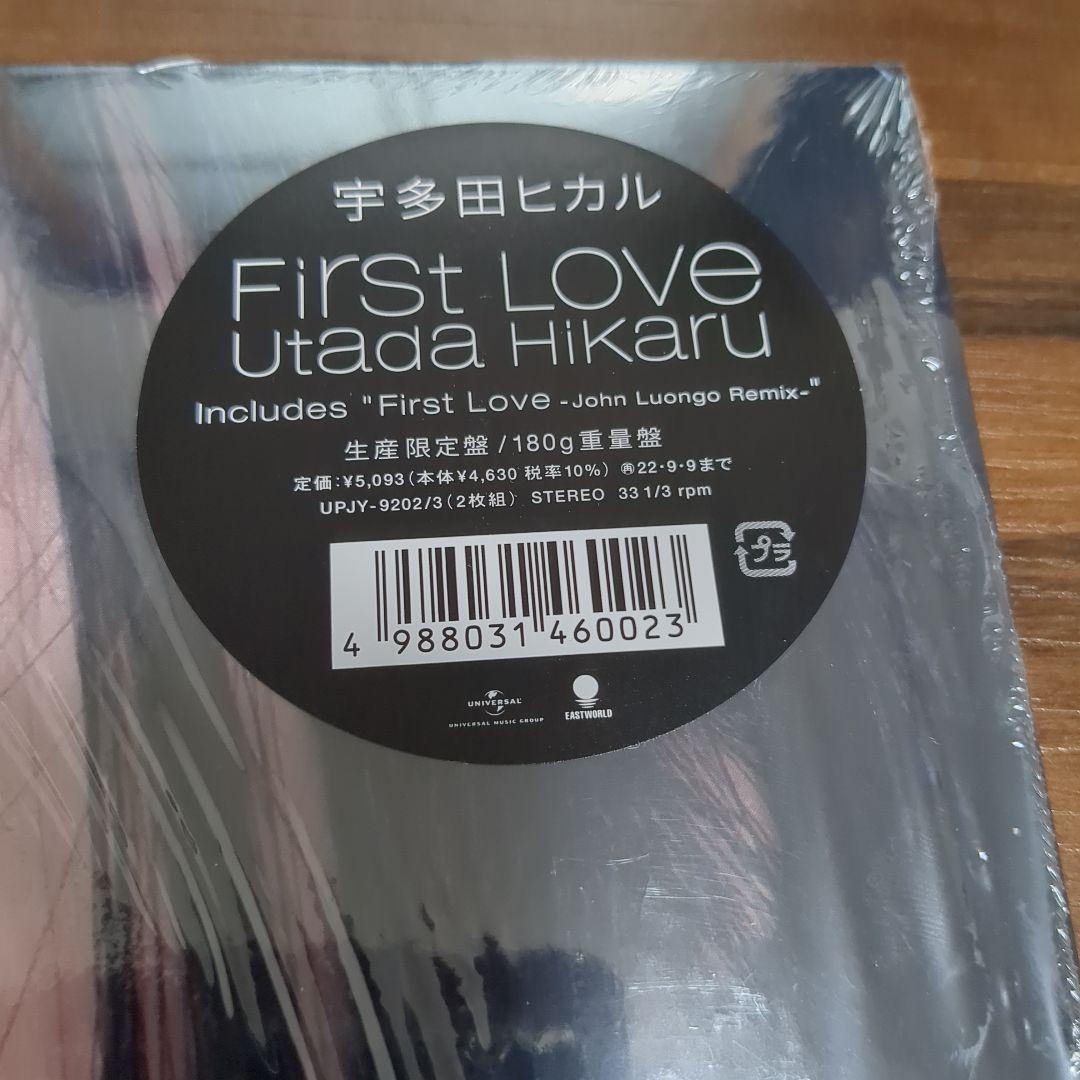 宇多田ヒカル
First Love
Utada Hikaru
Includes "First Love -John Luongo Remix-"
生産限定盤/180g重量盤
定価:¥5,093(本体¥4,630 税率10%) ㋐22・9・9まで
UPJY-9202/3(2枚組) STEREO 33 1/3 rpm
プラ
4 988031 460023
UNIVERSAL
UNIVERSAL MUSIC GROUP
EASTWORLD